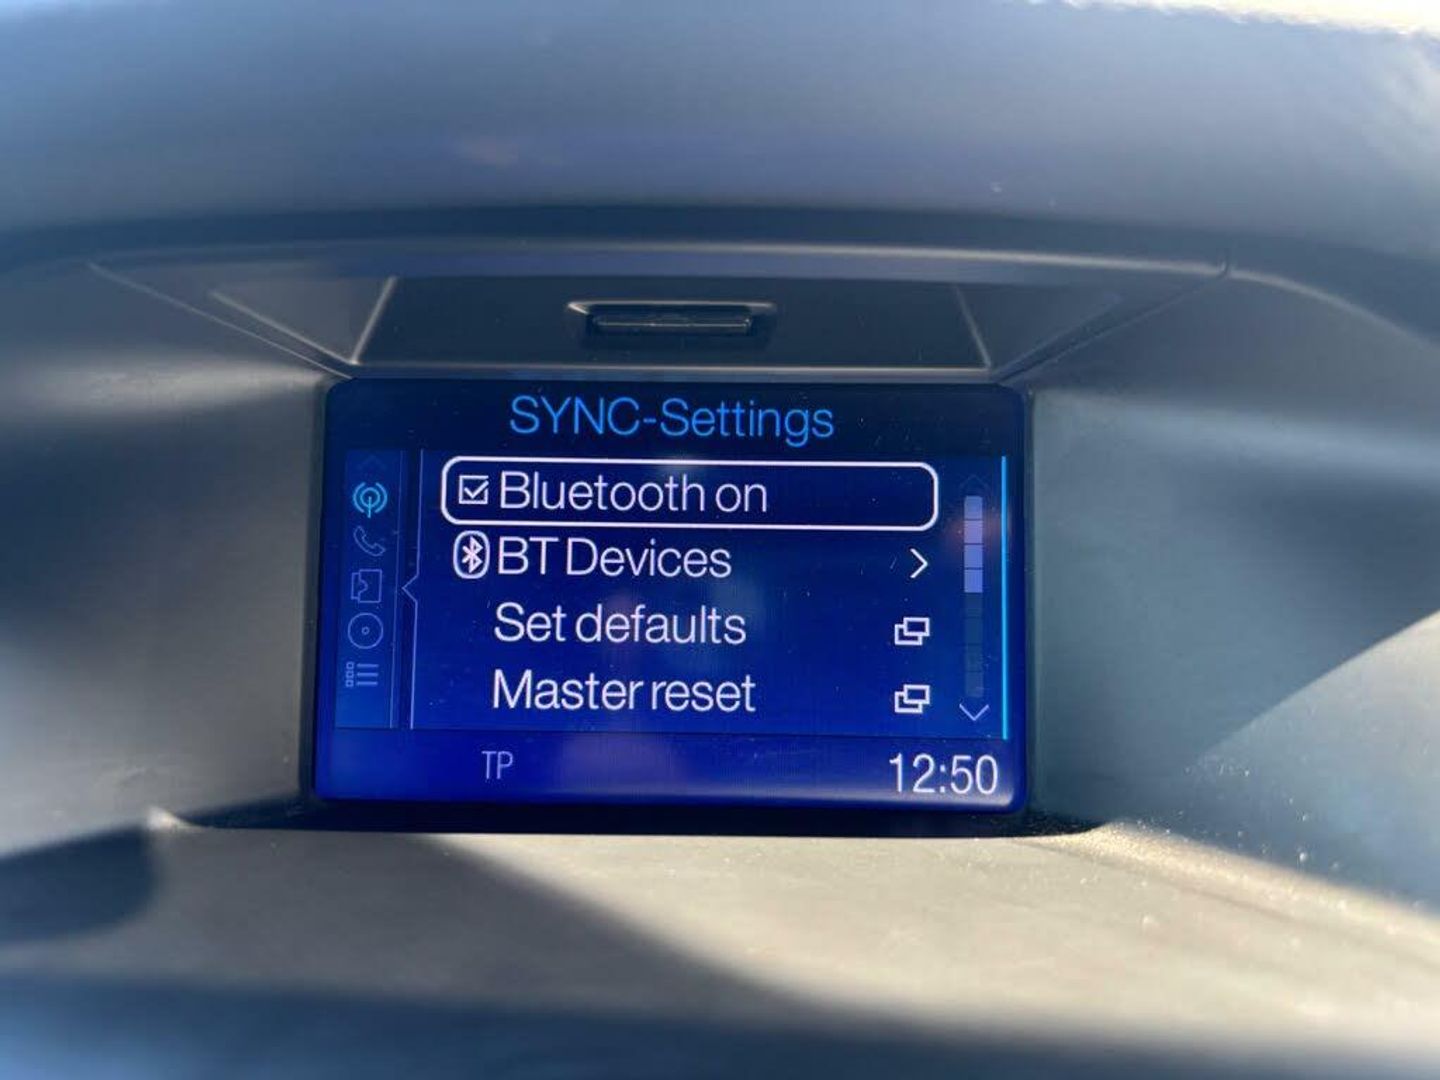 SYNC-Settings
Bluetooth on
BT Devices
Set defaults
Master reset
TP
12:50